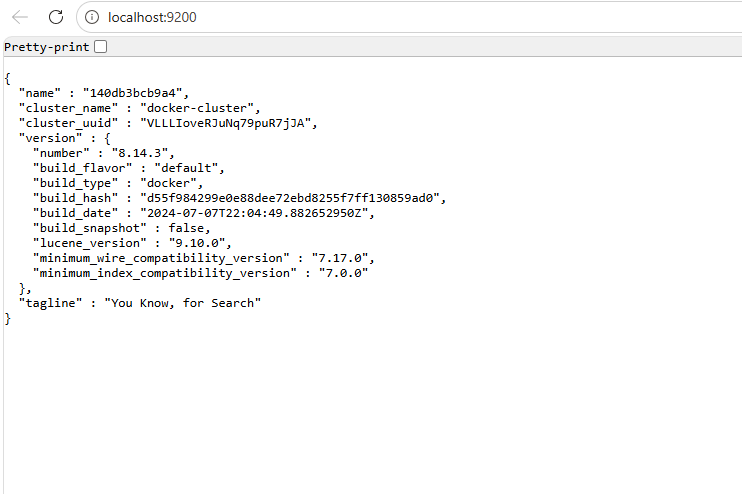 localhost:9200
Pretty-print
{
  "name" : "140db3bcb9a4",
  "cluster_name" : "docker-cluster",
  "cluster_uuid" : "VLLLIoveRJuNq79puR7jJA",
  "version" : {
    "number" : "8.14.3",
    "build_flavor" : "default",
    "build_type" : "docker",
    "build_hash" : "d55f984299e0e88dee72ebd8255f7ff130859ad0",
    "build_date" : "2024-07-07T22:04:49.882652950Z",
    "build_snapshot" : false,
    "lucene_version" : "9.10.0",
    "minimum_wire_compatibility_version" : "7.17.0",
    "minimum_index_compatibility_version" : "7.0.0"
  },
  "tagline" : "You Know, for Search"
}